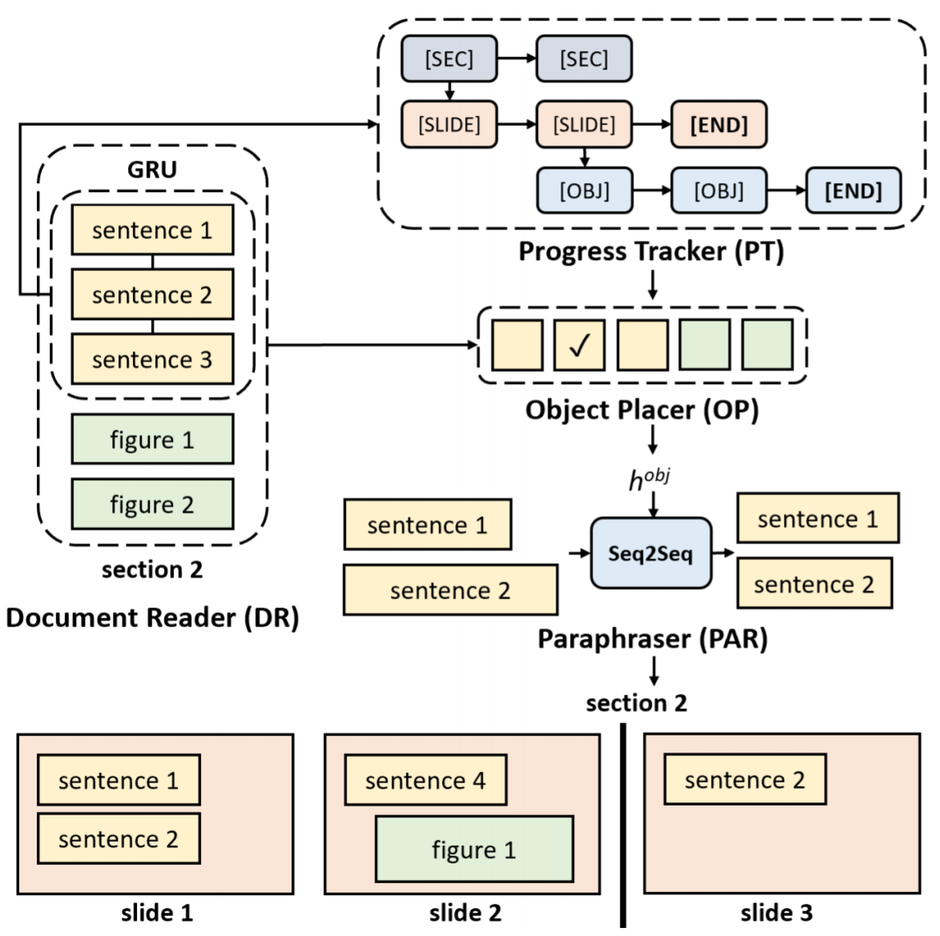 [SEC] [SEC]
[SLIDE] [SLIDE] [END]
[OBJ] [OBJ] [END]
Progress Tracker (PT)
GRU
sentence 1
sentence 2
sentence 3
figure 1
figure 2
section 2
Document Reader (DR)
✓
Object Placer (OP)
h^obj
sentence 1
sentence 2
Seq2Seq
sentence 1
sentence 2
Paraphraser (PAR)
section 2
sentence 1
sentence 2
slide 1
sentence 4
figure 1
slide 2
sentence 2
slide 3